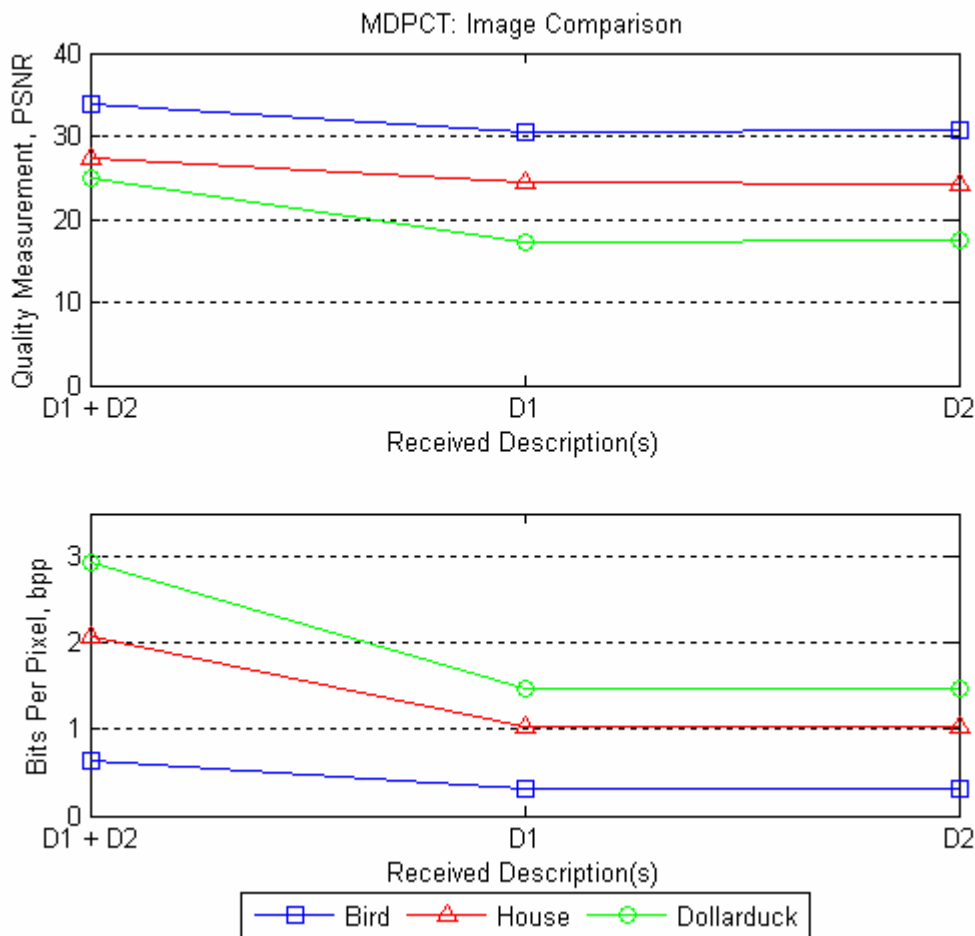 MDPCT: Image Comparison
Quality Measurement, PSNR
40
30
20
10
0
D1 + D2
D1
D2
Received Description(s)
Bits Per Pixel, bpp
3
2
1
0
D1 + D2
D1
D2
Received Description(s)
Bird
House
Dollarduck